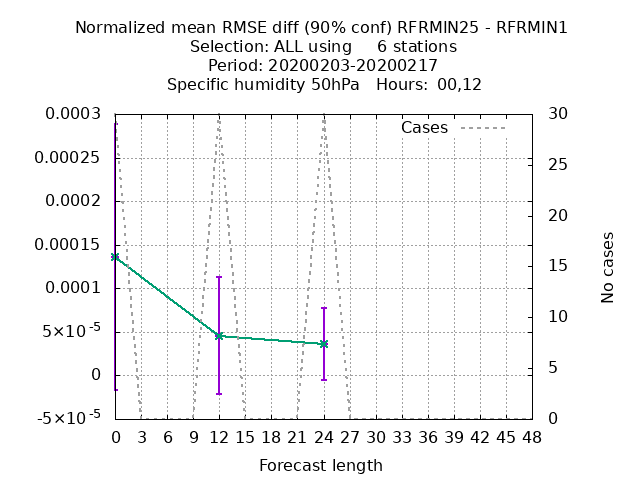 Normalized mean RMSE diff (90% conf) RFRMIN25 - RFRMIN1
Selection: ALL using     6 stations
Period: 20200203-20200217
Specific humidity 50hPa   Hours: 00,12
Cases
0.0003
0.00025
0.0002
0.00015
0.0001
5×10⁻⁵
0
-5×10⁻⁵
30
25
20
15
10
5
0
No cases
0 3 6 9 12 15 18 21 24 27 30 33 36 39 42 45 48
Forecast length